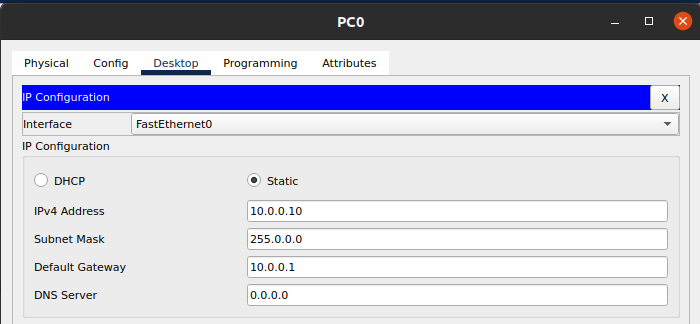 PC0
Physical Config Desktop Programming Attributes
IP Configuration X
Interface FastEthernet0
IP Configuration
DHCP Static
IPv4 Address 10.0.0.10
Subnet Mask 255.0.0.0
Default Gateway 10.0.0.1
DNS Server 0.0.0.0